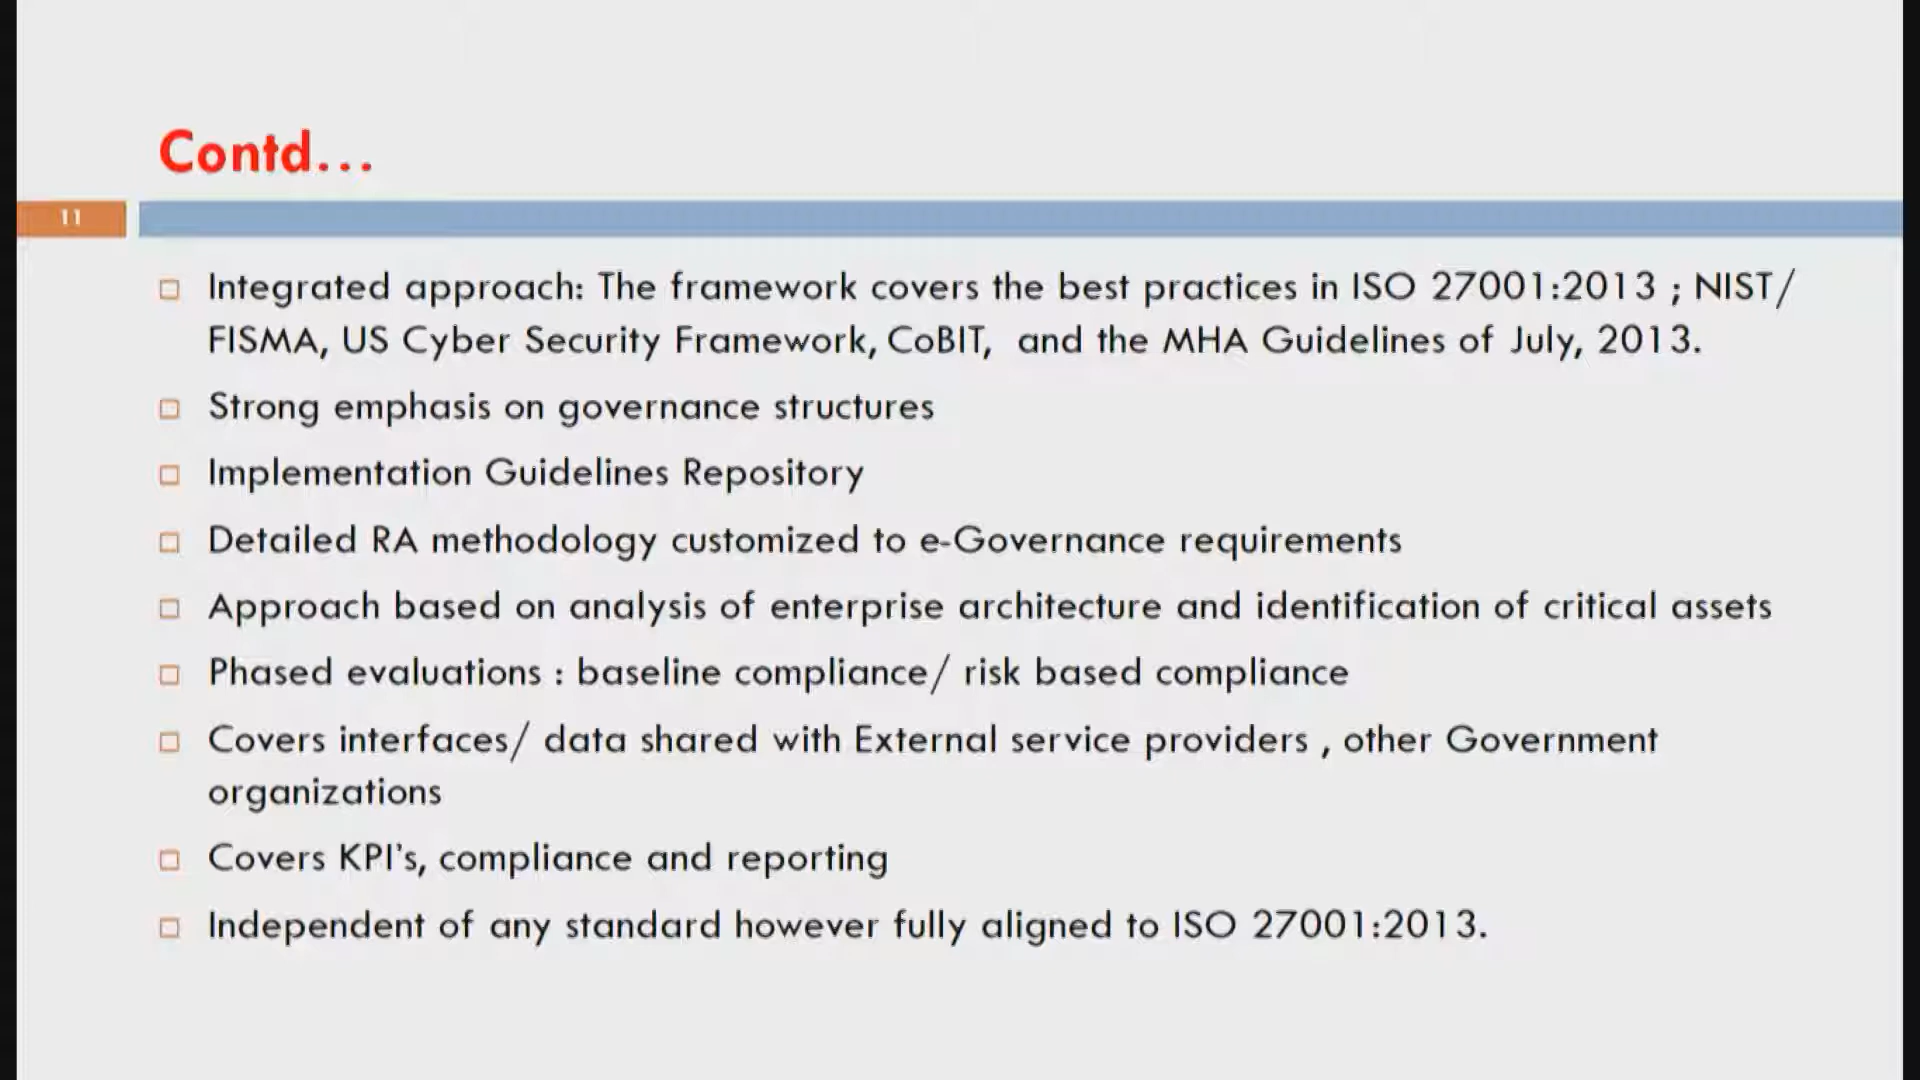 Contd...
11
Integrated approach: The framework covers the best practices in ISO 27001:2013 ; NIST/
FISMA, US Cyber Security Framework, CoBIT, and the MHA Guidelines of July, 2013.
Strong emphasis on governance structures
Implementation Guidelines Repository
Detailed RA methodology customized to e-Governance requirements
Approach based on analysis of enterprise architecture and identification of critical assets
Phased evaluations : baseline compliance/ risk based compliance
Covers interfaces/ data shared with External service providers , other Government
organizations
Covers KPI's, compliance and reporting
Independent of any standard however fully aligned to ISO 27001:2013.